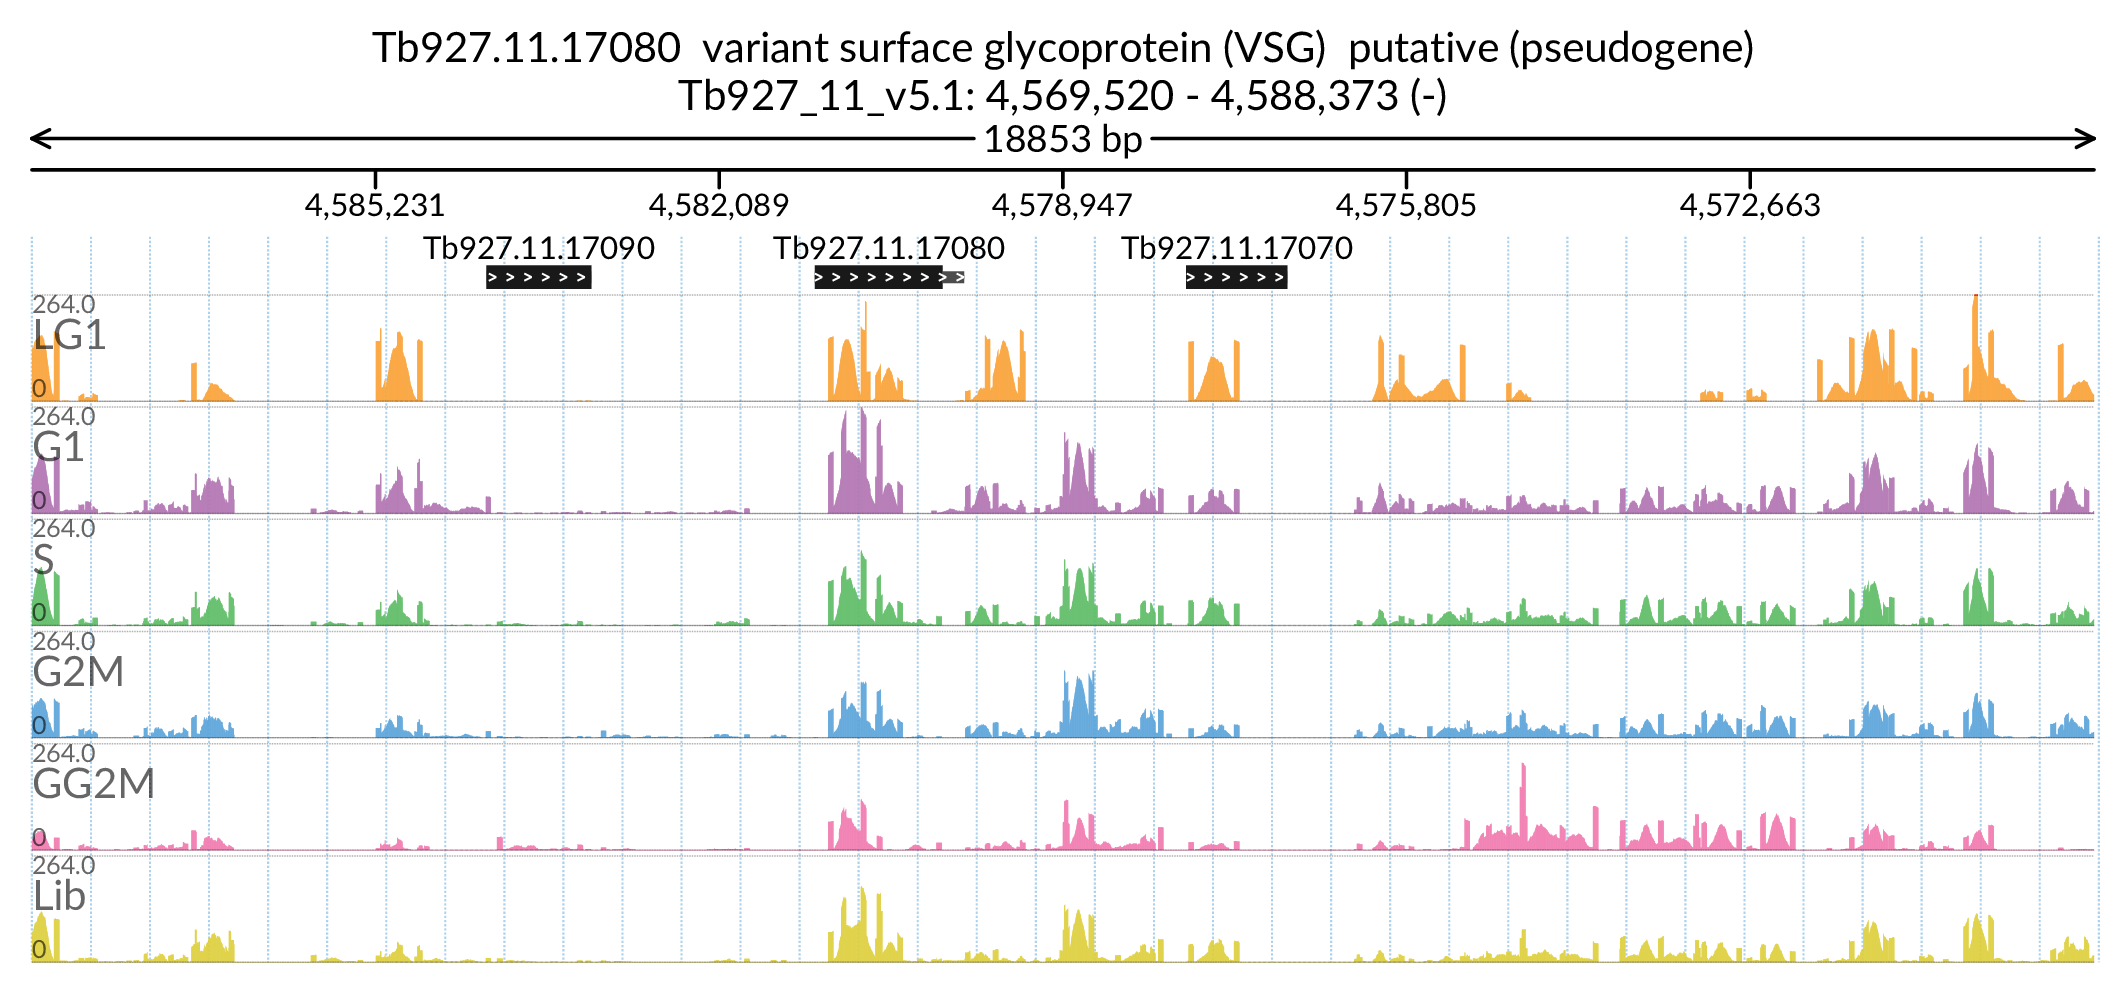 Tb927.11.17080 variant surface glycoprotein (VSG) putative (pseudogene)
Tb927_11_v5.1: 4,569,520 - 4,588,373 (-)
18853 bp
4,585,231 4,582,089 4,578,947 4,575,805 4,572,663
Tb927.11.17090 Tb927.11.17080 Tb927.11.17070
264.0
LG1
0
264.0
G1
0
264.0
S
0
264.0
G2M
0
264.0
GG2M
0
264.0
Lib
0